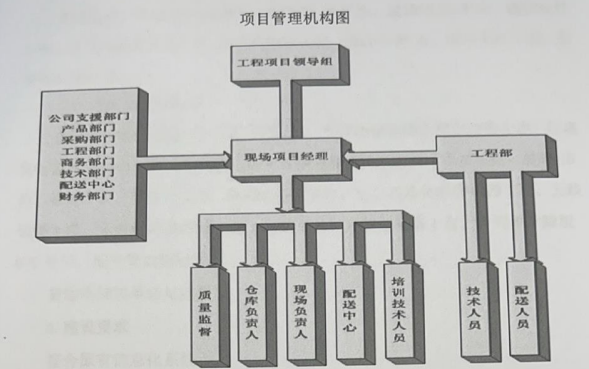 项目管理机构图
工程项目领导组
公司支援部门
产品部门
采购部门
工程部门
商务部门
技术部门
配送中心
财务部门
现场项目经理
工程部
质量监督
仓库负责人
现场负责人
配送中心
培训技术人员
技术人员
配送人员